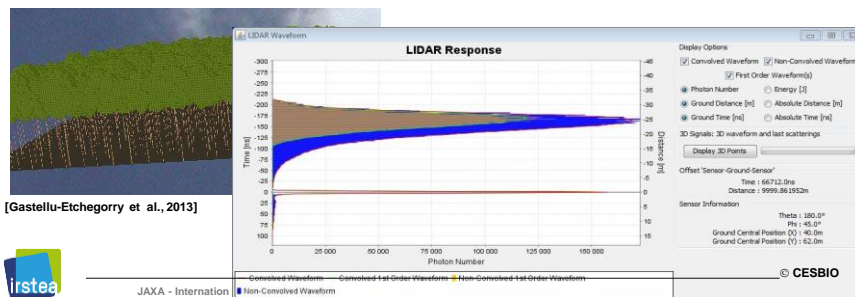 LIDAR Waveform
LIDAR Response
-300
-275
-250
-225
-200
-175
-150
-125
-100
-75
-50
-25
0
25
50
75
100
Time [ns]
-45
-40
-35
-30
-25
-20
-15
-10
-5
0
5
10
15
Distance [m]
0 25 000 50 000 75 000 100 000 125 000 150 000
Photon Number
Convolved Waveform Convolved 1st Order Waveform Non-Convolved 1st Order Waveform
Non-Convolved Waveform
Display Options
Convolved Waveform Non-Convolved Waveform
First Order Waveform(s)
Photon Number Energy [J]
Ground Distance [m] Absolute Distance [m]
Ground Time [ns] Absolute Time [ns]
3D Signals: 3D waveform and last scatterings
Display 3D Points
Offset 'Sensor-Ground-Sensor'
Time : 66712.0ns
Distance : 9999.861952m
Sensor Information
Theta : 180.0°
Phi : 45.0°
Ground Central Position (X) : 40.0m
Ground Central Position (Y) : 62.0m
[Gastellu-Etchegorry et al., 2013]
© CESBIO
irstea
JAXA - Internation